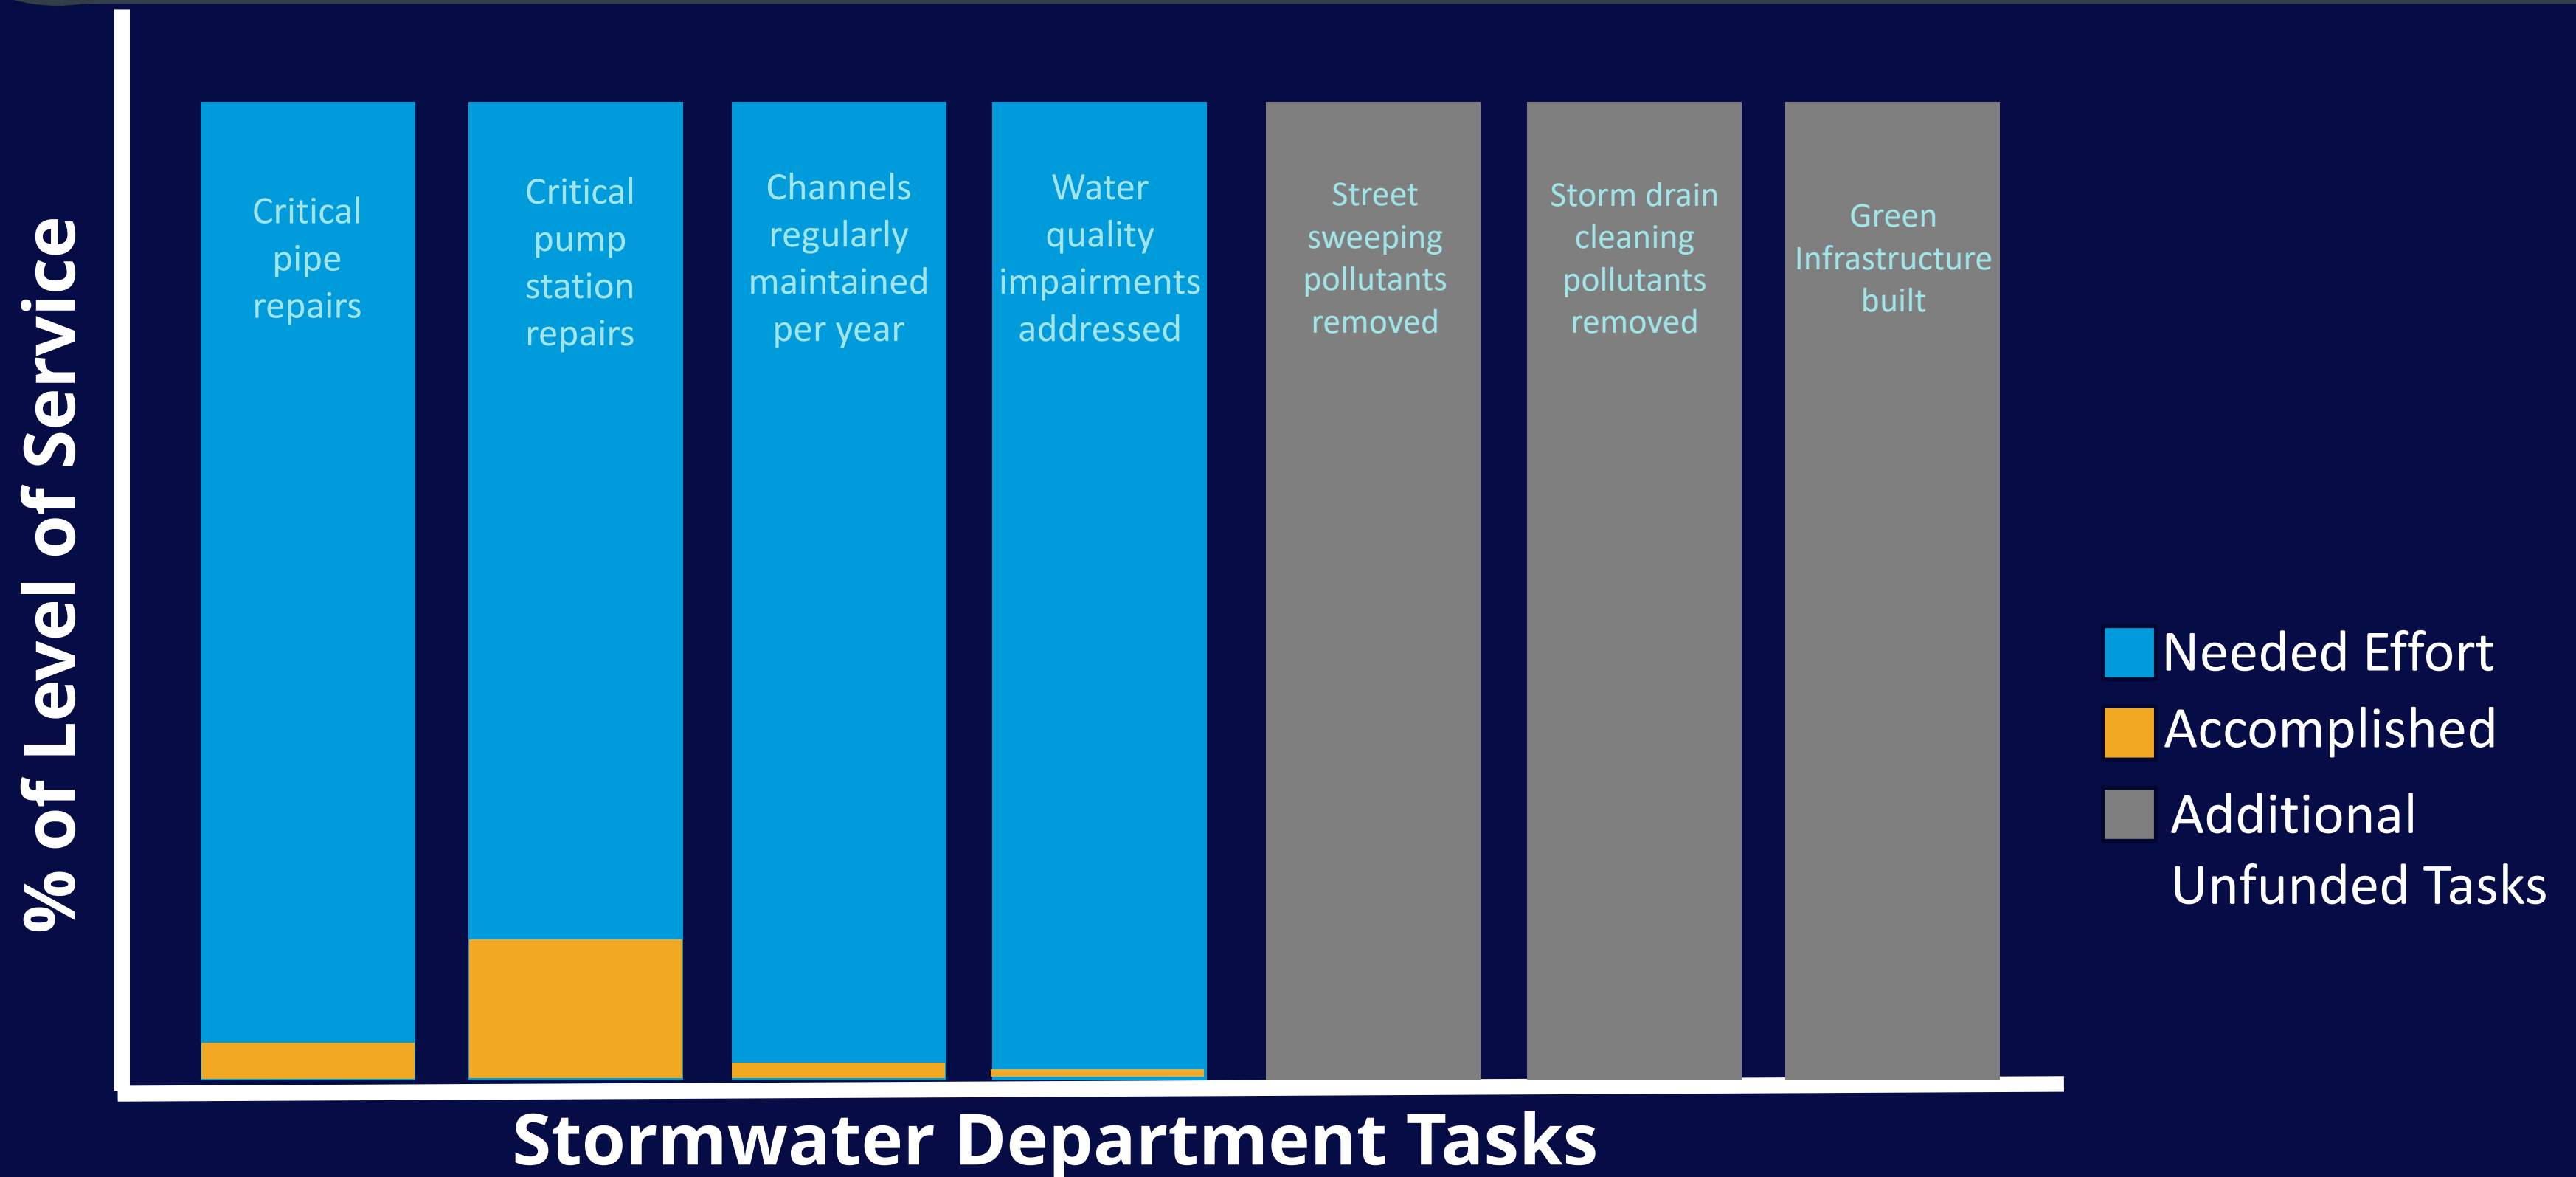 % of Level of Service
Critical
pipe
repairs
Critical
pump
station
repairs
Channels
regularly
maintained
per year
Water
quality
impairments
addressed
Street
sweeping
pollutants
removed
Storm drain
cleaning
pollutants
removed
Green
Infrastructure
built
Needed Effort
Accomplished
Additional
Unfunded Tasks
Stormwater Department Tasks